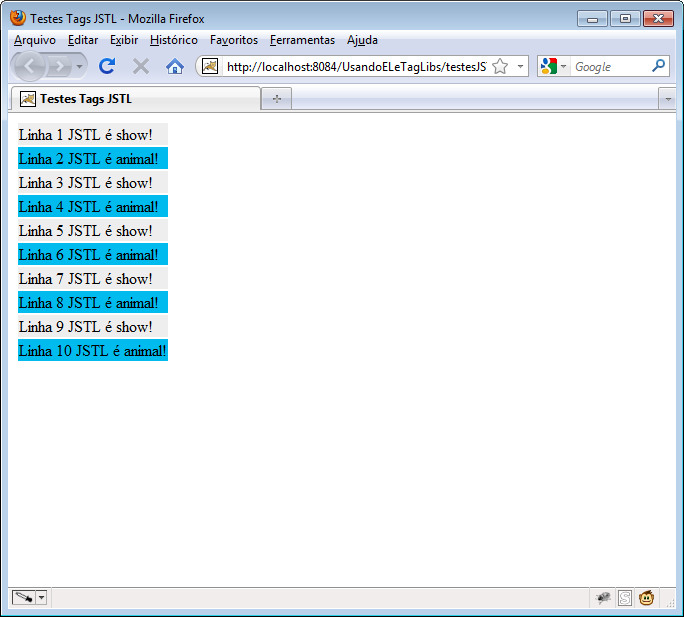 Testes Tags JSTL - Mozilla Firefox
Arquivo Editar Exibir Histórico Favoritos Ferramentas Ajuda
http://localhost:8084/UsandoELeTagLibs/testesJS
Google
Testes Tags JSTL
Linha 1 JSTL é show!
Linha 2 JSTL é animal!
Linha 3 JSTL é show!
Linha 4 JSTL é animal!
Linha 5 JSTL é show!
Linha 6 JSTL é animal!
Linha 7 JSTL é show!
Linha 8 JSTL é animal!
Linha 9 JSTL é show!
Linha 10 JSTL é animal!
S